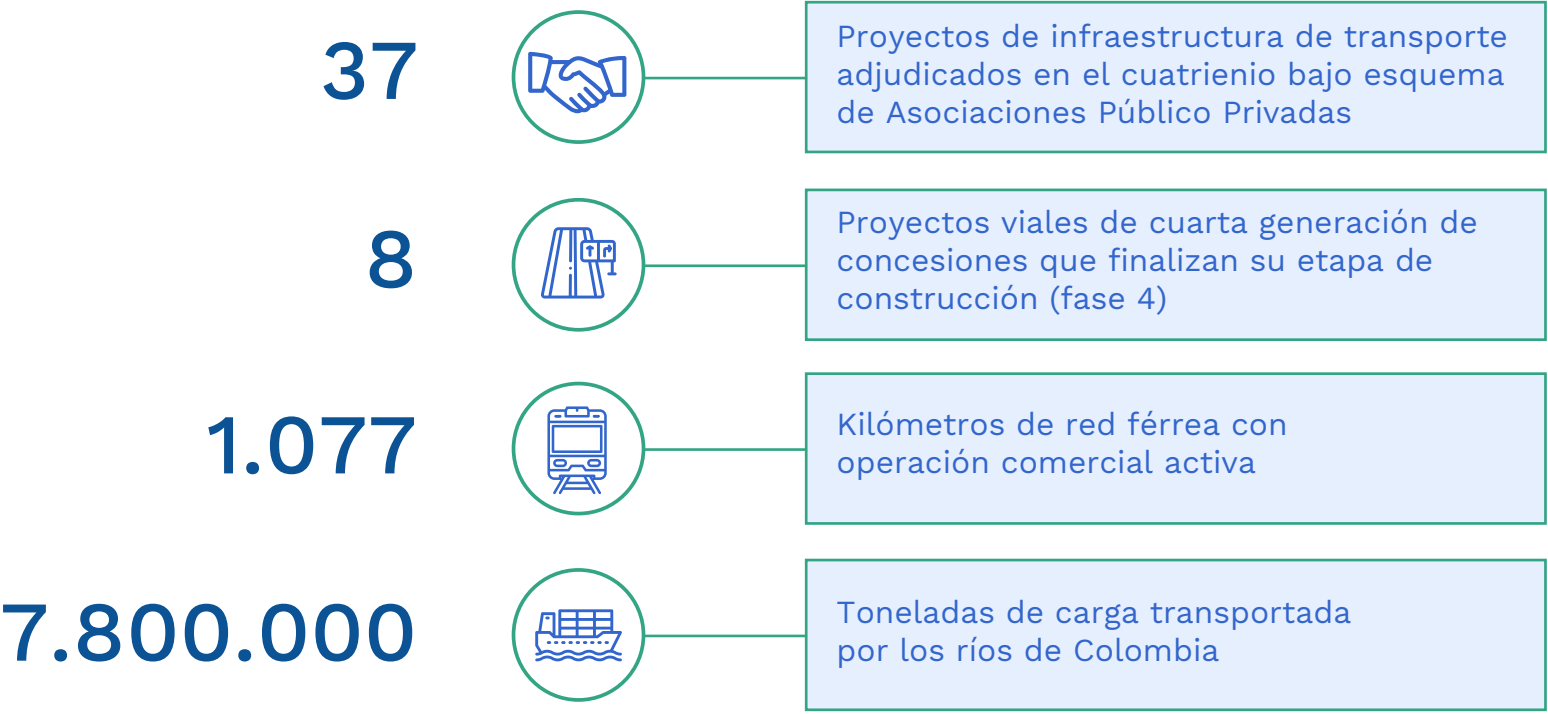 37
Proyectos de infraestructura de transporte
adjudicados en el cuatrienio bajo esquema
de Asociaciones Público Privadas
8
Proyectos viales de cuarta generación de
concesiones que finalizan su etapa de
construcción (fase 4)
1.077
Kilómetros de red férrea con
operación comercial activa
7.800.000
Toneladas de carga transportada
por los ríos de Colombia